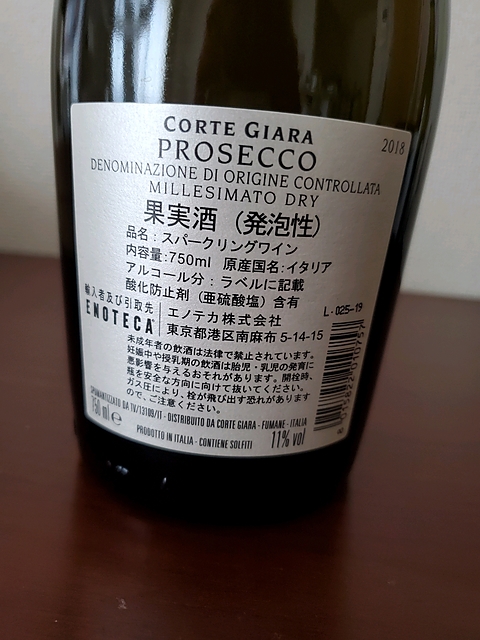 CORTE GIARA
2018
PROSECCO
DENOMINAZIONE DI ORIGINE CONTROLLATA
MILLESIMATO DRY
果実酒（発泡性）
品名：スパークリングワイン
内容量：750ml 原産国名：イタリア
アルコール分：ラベルに記載
酸化防止剤（亜硫酸塩）含有
L-025-19
輸入者及び引取先
ENOTECA
エノテカ株式会社
東京都港区南麻布 5-14-15
未成年者の飲酒は法律で禁止されています。
妊娠中や授乳期の飲酒は胎児・乳児の発育に
悪影響を与えるおそれがあります。開栓時、
瓶を安全な方向に向けて抜いてください。
ガス圧により、栓が飛び出す恐れがあります
ので、ご注意ください。
SPUMANTIZZATO DA TV/13109/IT - DISTRIBUITO DA CORTE GIARA - FUMANE - ITALIA
750 ml e
PRODOTTO IN ITALIA - CONTIENE SOLFITI
11% vol